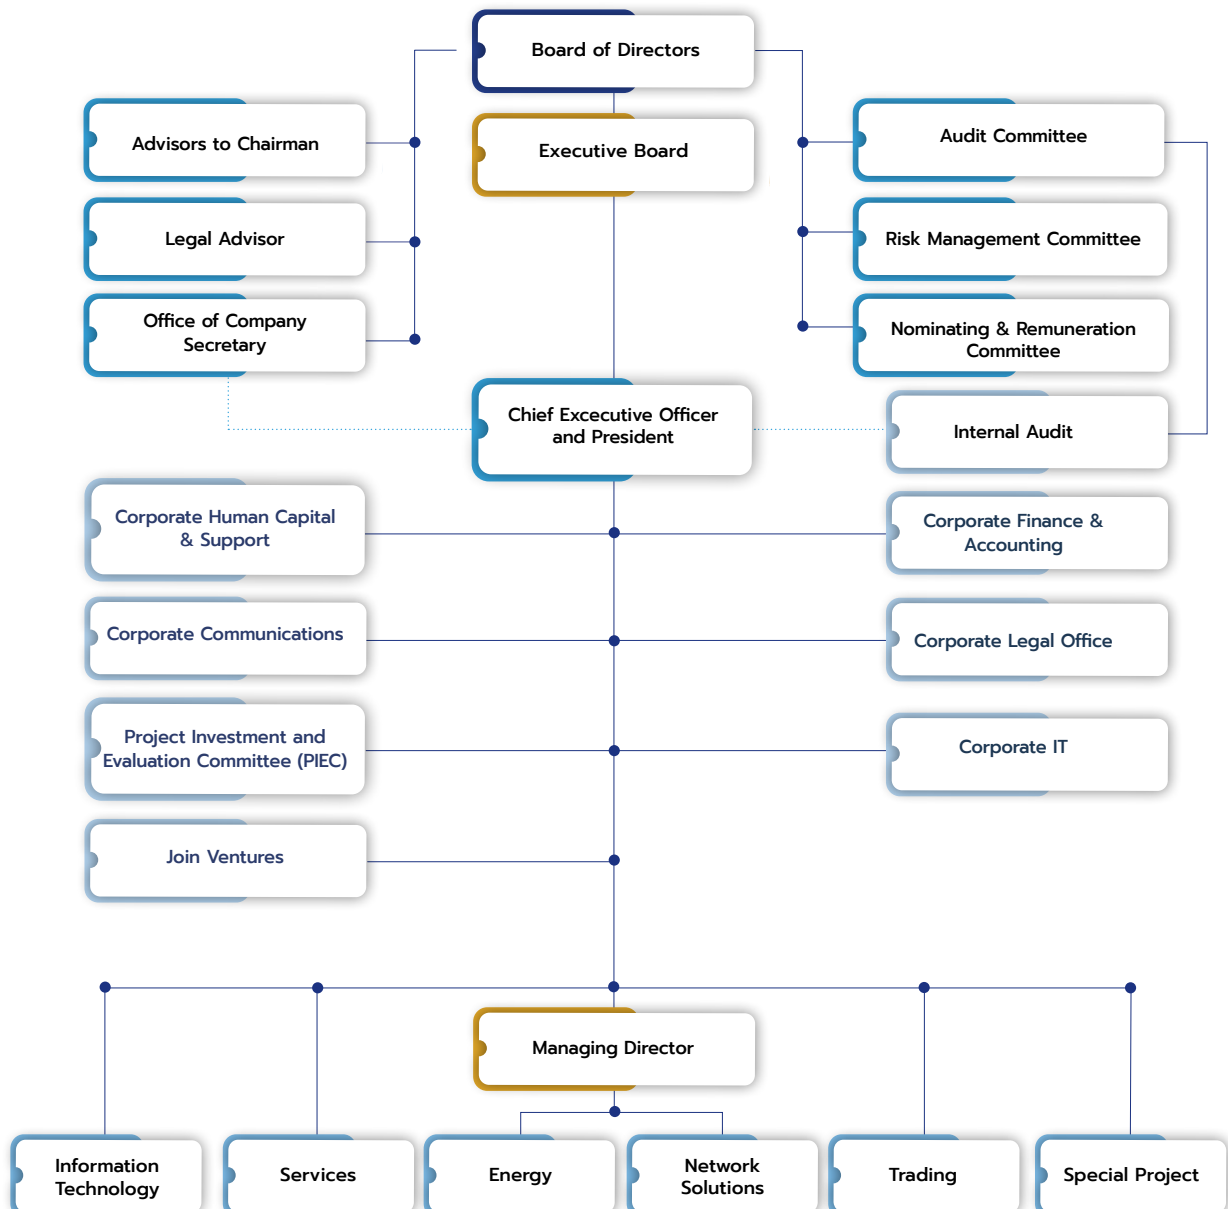 Board of Directors
Advisors to Chairman
Executive Board
Audit Committee
Legal Advisor
Risk Management Committee
Office of Company
Secretary
Nominating & Remuneration
Committee
Chief Excecutive Officer
and President
Internal Audit
Corporate Human Capital
& Support
Corporate Finance &
Accounting
Corporate Communications
Corporate Legal Office
Project Investment and
Evaluation Committee (PIEC)
Corporate IT
Join Ventures
Managing Director
Information
Technology
Services
Energy
Network
Solutions
Trading
Special Project